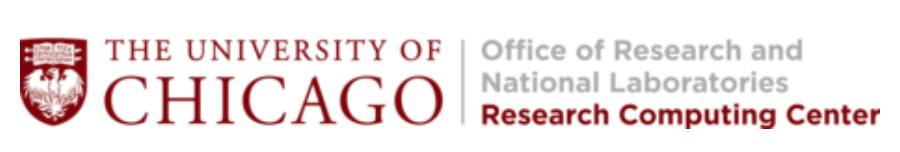 THE UNIVERSITY OF
CHICAGO
Office of Research and
National Laboratories
Research Computing Center